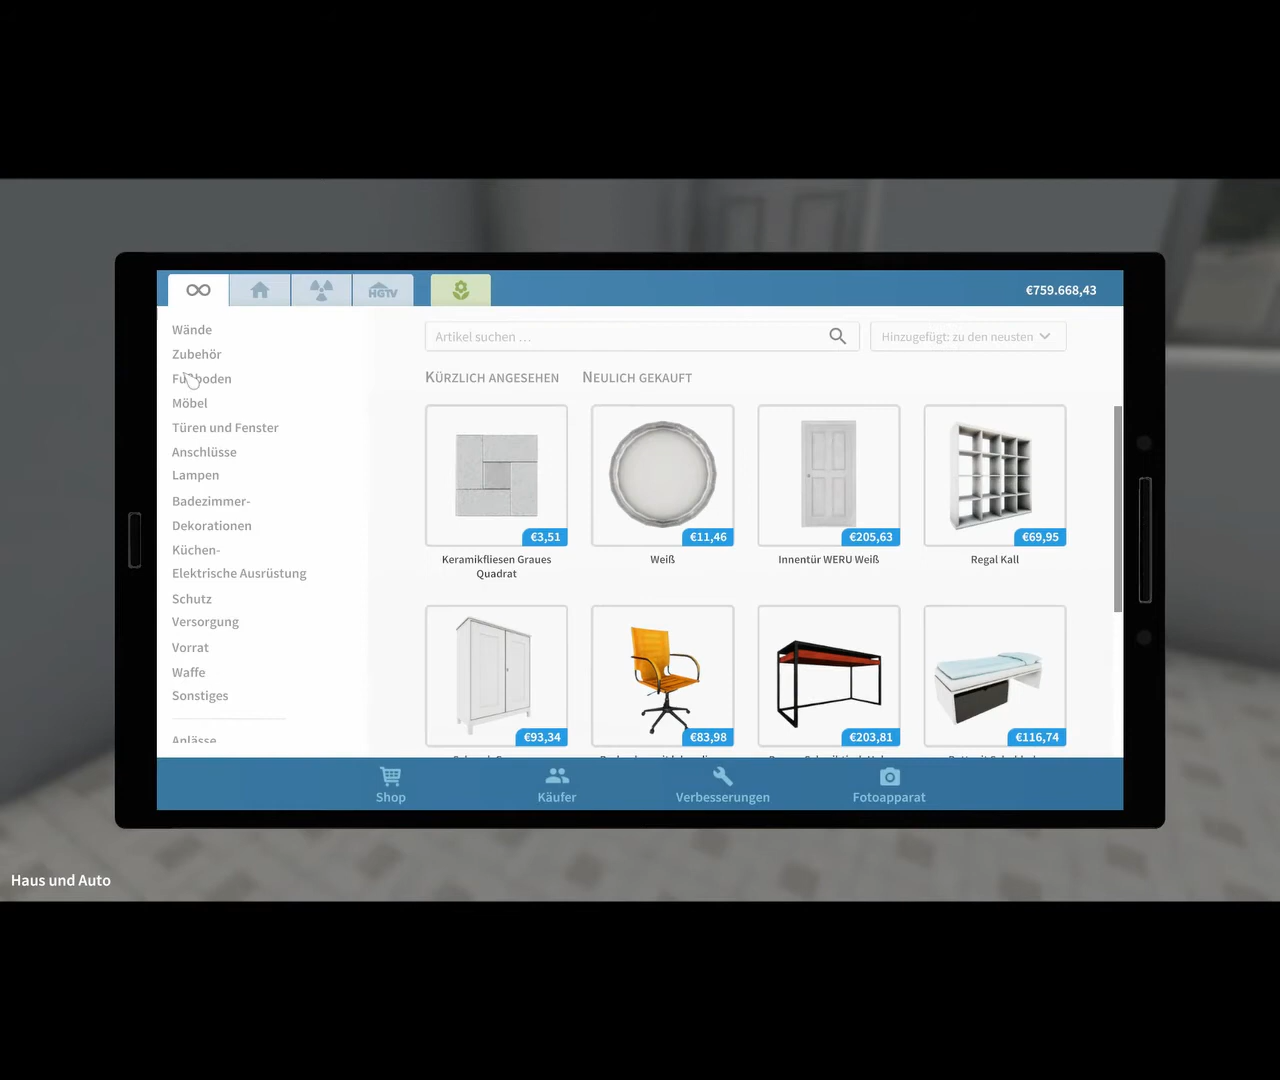 HGTV
€759.668,43
Wände
Zubehör
Fußboden
Möbel
Türen und Fenster
Anschlüsse
Lampen
Badezimmer-
Dekorationen
Küchen-
Elektrische Ausrüstung
Schutz
Versorgung
Vorrat
Waffe
Sonstiges
Anlässe
Artikel suchen …
Hinzugefügt: zu den neusten
KÜRZLICH ANGESEHEN
NEULICH GEKAUFT
€3,51
€11,46
€205,63
€69,95
Keramikfliesen Graues
Quadrat
Weiß
Innentür WERU Weiß
Regal Kall
€93,34
€83,98
€203,81
€116,74
Shop
Käufer
Verbesserungen
Fotoapparat
Haus und Auto